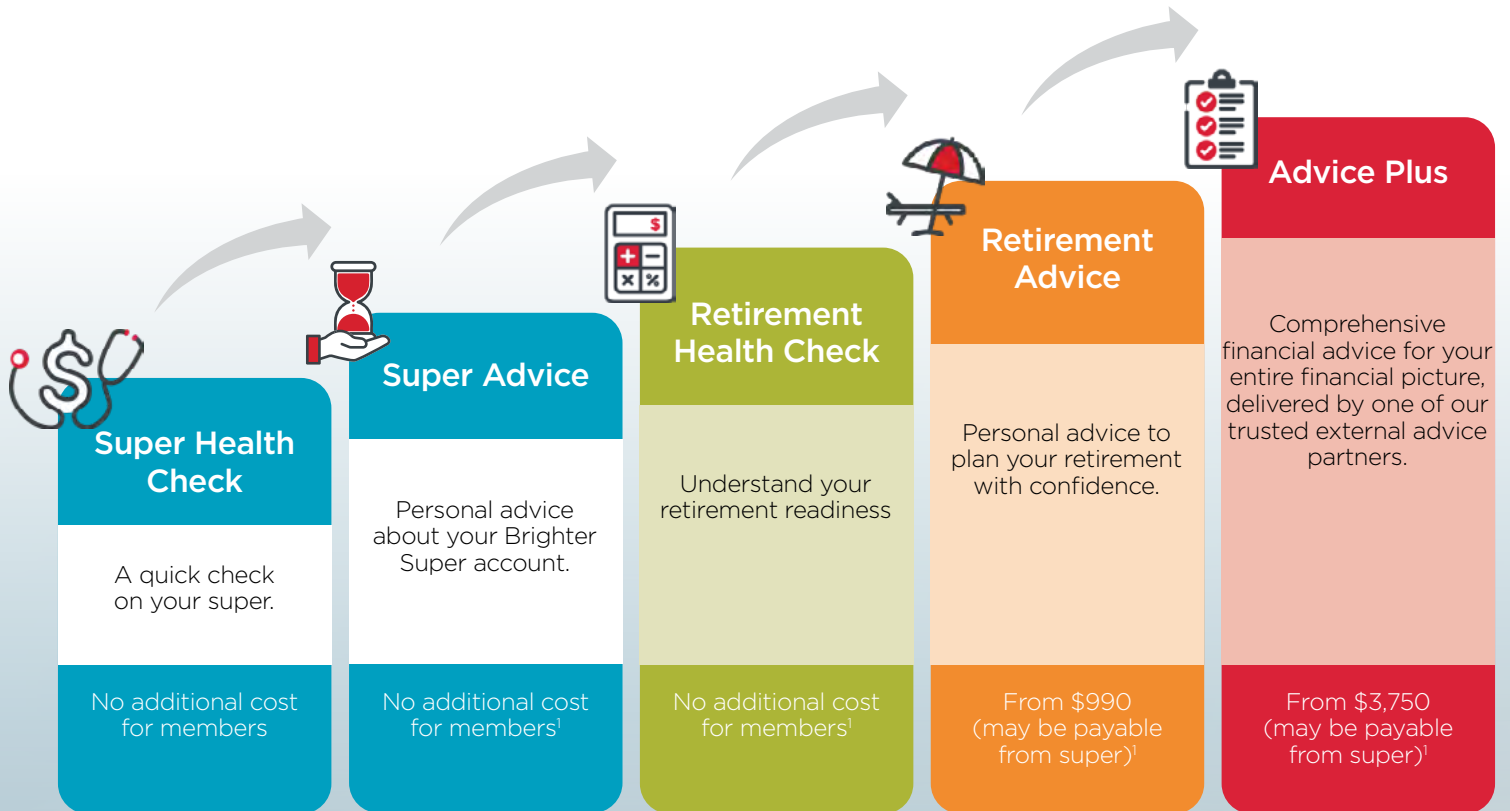 Super Health
Check
A quick check
on your super.
No additional cost
for members
Super Advice
Personal advice
about your Brighter
Super account.
No additional cost
for members¹
$
+ −
× %
Retirement
Health Check
Understand your
retirement readiness
No additional cost
for members¹
Retirement
Advice
Personal advice to
plan your retirement
with confidence.
From $990
(may be payable
from super)¹
Advice Plus
Comprehensive
financial advice for your
entire financial picture,
delivered by one of our
trusted external advice
partners.
From $3,750
(may be payable
from super)¹